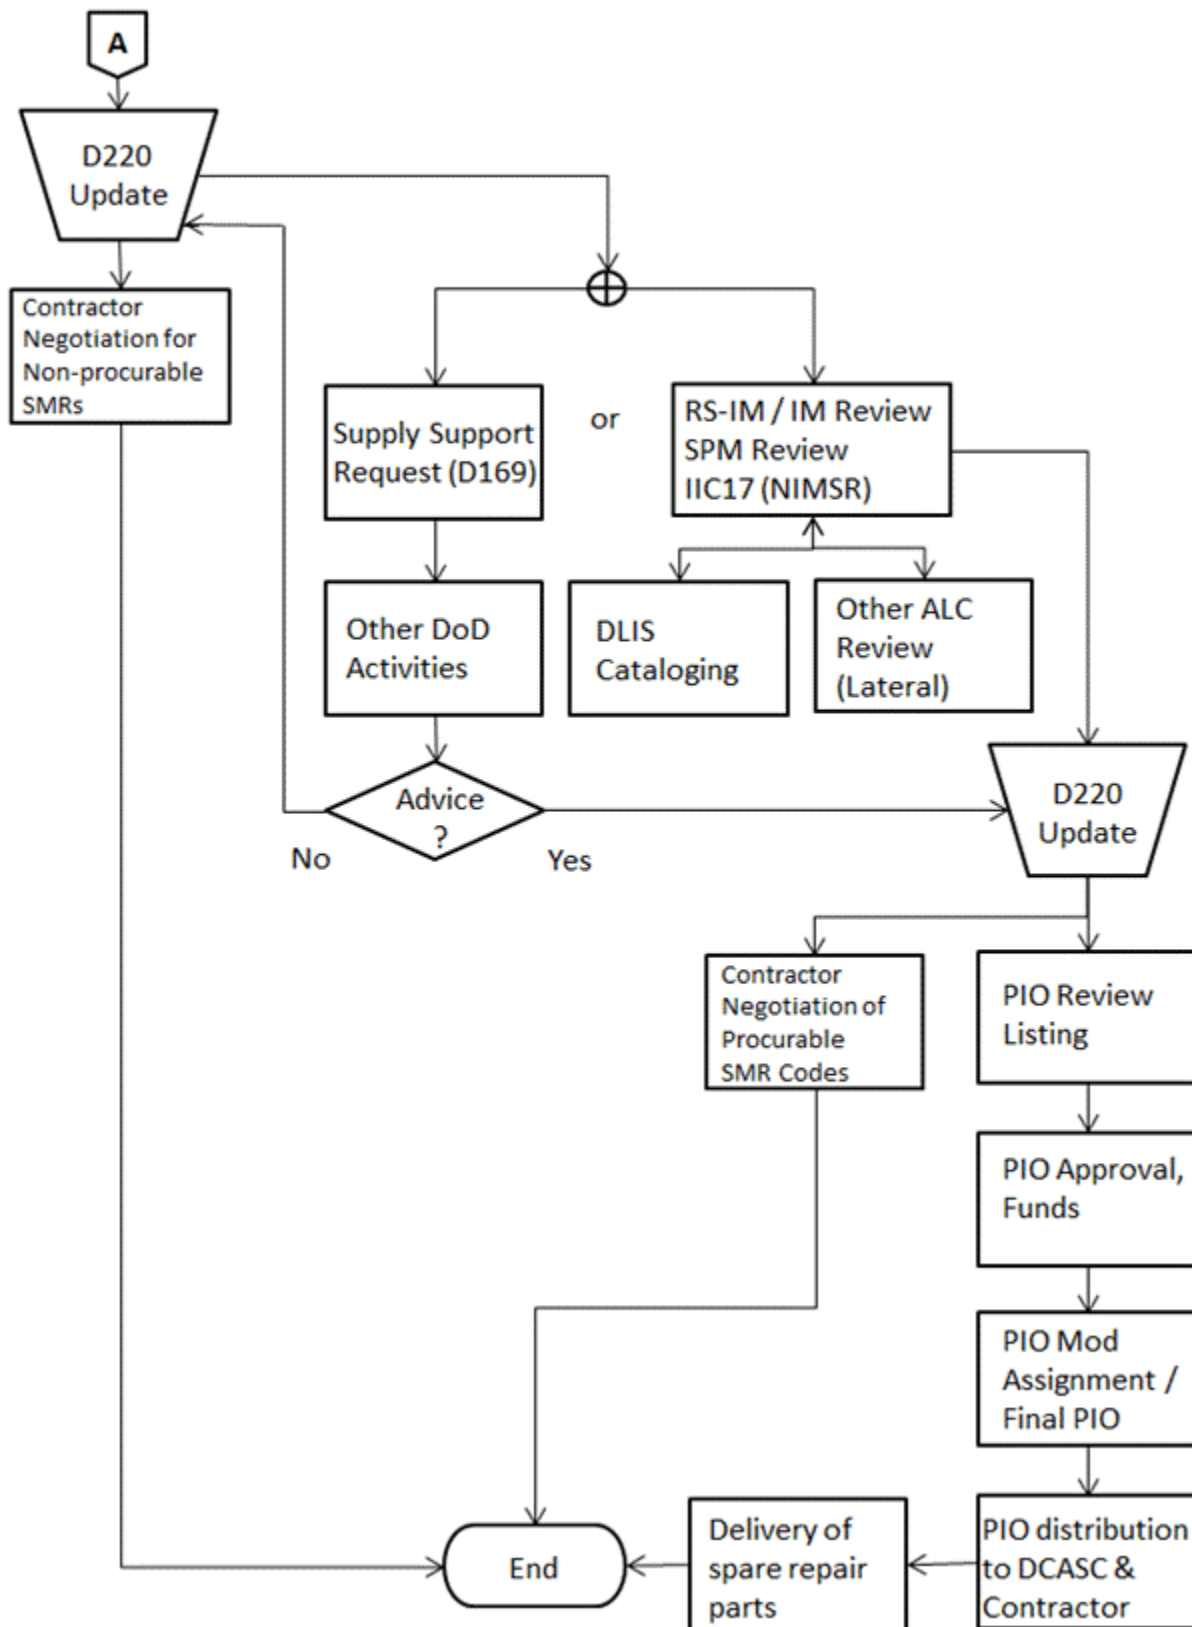 A
D220
Update
Contractor
Negotiation for
Non-procurable
SMRs
Supply Support
Request (D169)
or
RS-IM / IM Review
SPM Review
IIC17 (NIMSR)
Other DoD
Activities
DLIS
Cataloging
Other ALC
Review
(Lateral)
Advice
?
No
Yes
D220
Update
Contractor
Negotiation of
Procurable
SMR Codes
PIO Review
Listing
PIO Approval,
Funds
PIO Mod
Assignment /
Final PIO
PIO distribution
to DCASC &
Contractor
Delivery of
spare repair
parts
End